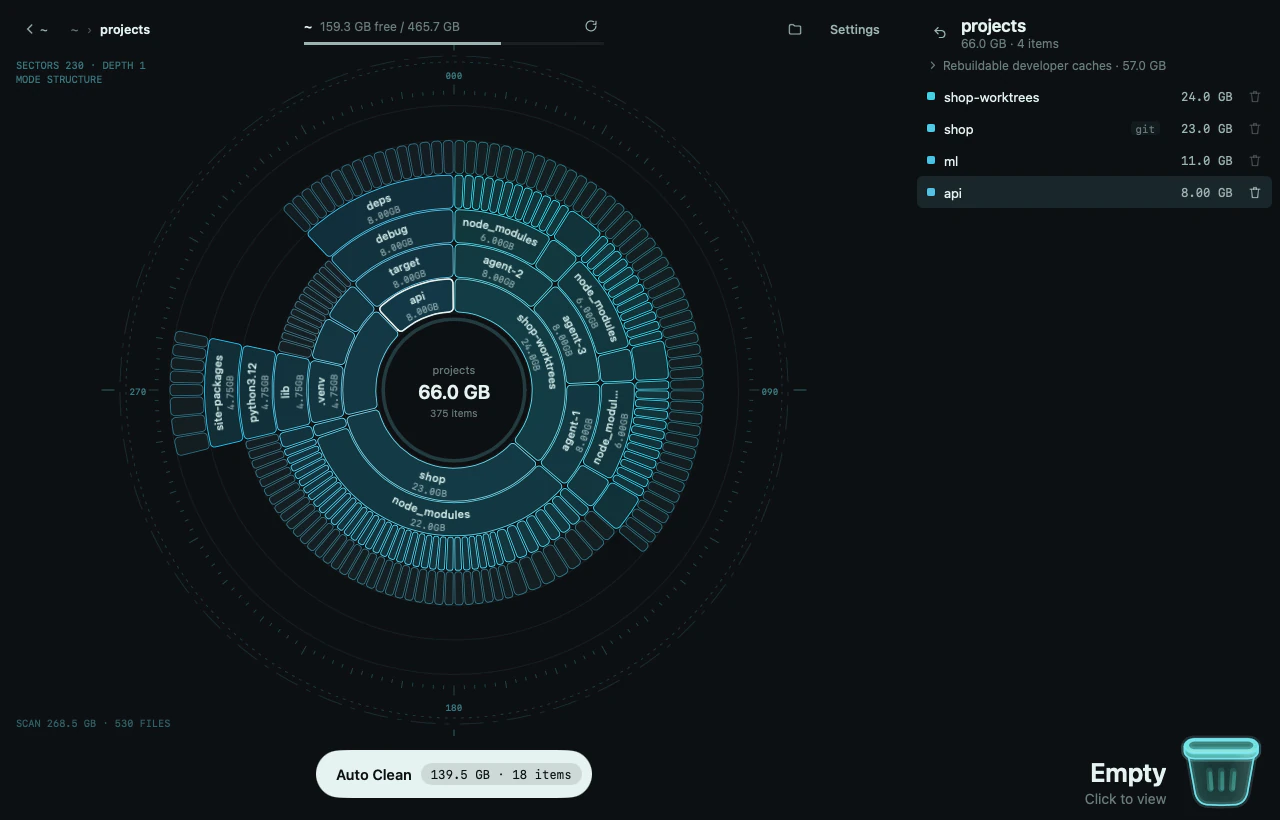 ~ ~ › projects
~ 159.3 GB free / 465.7 GB
Settings
SECTORS 230 · DEPTH 1
MODE STRUCTURE
000
090
180
270
deps
8.00GB
debug
8.00GB
target
8.00GB
api
8.00GB
node_modules
6.00GB
agent-2
8.00GB
shop-worktrees
24.0GB
node_modules
6.00GB
agent-3
8.00GB
node_modul…
6.00GB
agent-1
8.00GB
shop
23.0GB
node_modules
22.0GB
.venv
4.75GB
lib
4.75GB
python3.12
4.75GB
site-packages
4.75GB
projects
66.0 GB
375 items
SCAN 268.5 GB · 530 FILES
Auto Clean 139.5 GB · 18 items
projects
66.0 GB · 4 items
Rebuildable developer caches · 57.0 GB
shop-worktrees 24.0 GB
shop git 23.0 GB
ml 11.0 GB
api 8.00 GB
Empty
Click to view